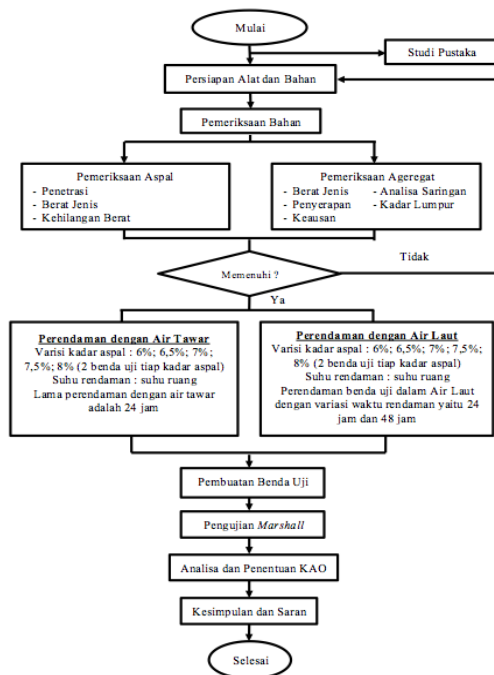 Mulai
Studi Pustaka
Persiapan Alat dan Bahan
Pemeriksaan Bahan
Pemeriksaan Aspal
- Penetrasi
- Berat Jenis
- Kehilangan Berat
Pemeriksaan Ageregat
- Berat Jenis - Analisa Saringan
- Penyerapan - Kadar Lumpur
- Keausan
Memenuhi ?
Tidak
Ya
Perendaman dengan Air Tawar
Varisi kadar aspal : 6%; 6,5%; 7%;
7,5%; 8% (2 benda uji tiap kadar aspal)
Suhu rendaman : suhu ruang
Lama perendaman dengan air tawar
adalah 24 jam
Perendaman dengan Air Laut
Varisi kadar aspal : 6%; 6,5%; 7%; 7,5%;
8% (2 benda uji tiap kadar aspal)
Suhu rendaman : suhu ruang
Perendaman benda uji dalam Air Laut
dengan variasi waktu rendaman yaitu 24
jam dan 48 jam
Pembuatan Benda Uji
Pengujian Marshall
Analisa dan Penentuan KAO
Kesimpulan dan Saran
Selesai